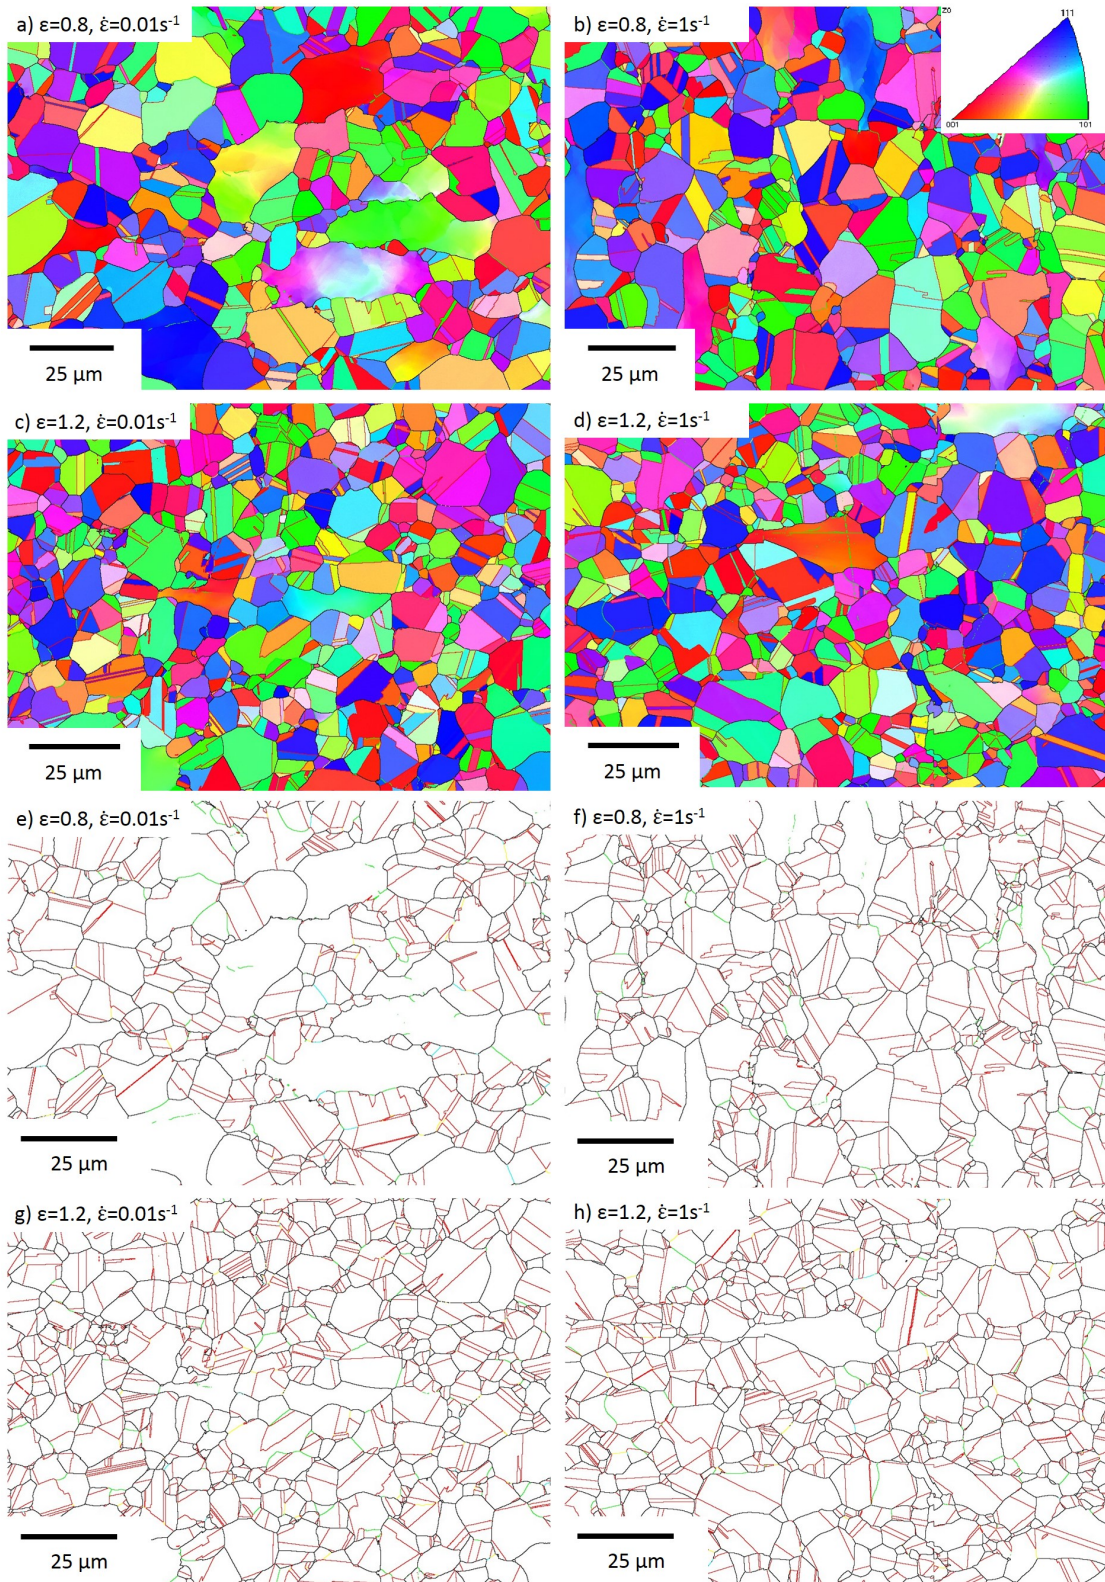 a) ε=0.8, ε̇=0.01s⁻¹
b) ε=0.8, ε̇=1s⁻¹
Z0
111
001
101
25 µm
25 µm
c) ε=1.2, ε̇=0.01s⁻¹
d) ε=1.2, ε̇=1s⁻¹
25 µm
25 µm
e) ε=0.8, ε̇=0.01s⁻¹
f) ε=0.8, ε̇=1s⁻¹
25 µm
25 µm
g) ε=1.2, ε̇=0.01s⁻¹
h) ε=1.2, ε̇=1s⁻¹
25 µm
25 µm